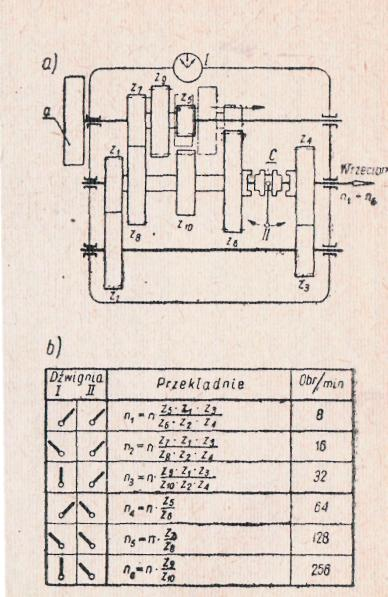 a)
I
z7
z9
z5
g
z4
C
Wrzeciono
n1 ÷ n6
z1
II
z8
z10
z6
z2
z3
b)
Dźwignia
I II
Przekładnie
Obr/min
n1 = n · z5 · z1 · z3 / z6 · z2 · z4
8
n2 = n · z7 · z1 · z3 / z8 · z2 · z4
16
n3 = n · z9 · z1 · z3 / z10 · z2 · z4
32
n4 = n · z5 / z6
64
n5 = n · z7 / z8
128
n6 = n · z9 / z10
256